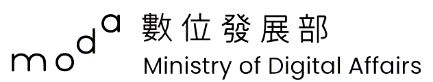 moda 數位發展部
Ministry of Digital Affairs